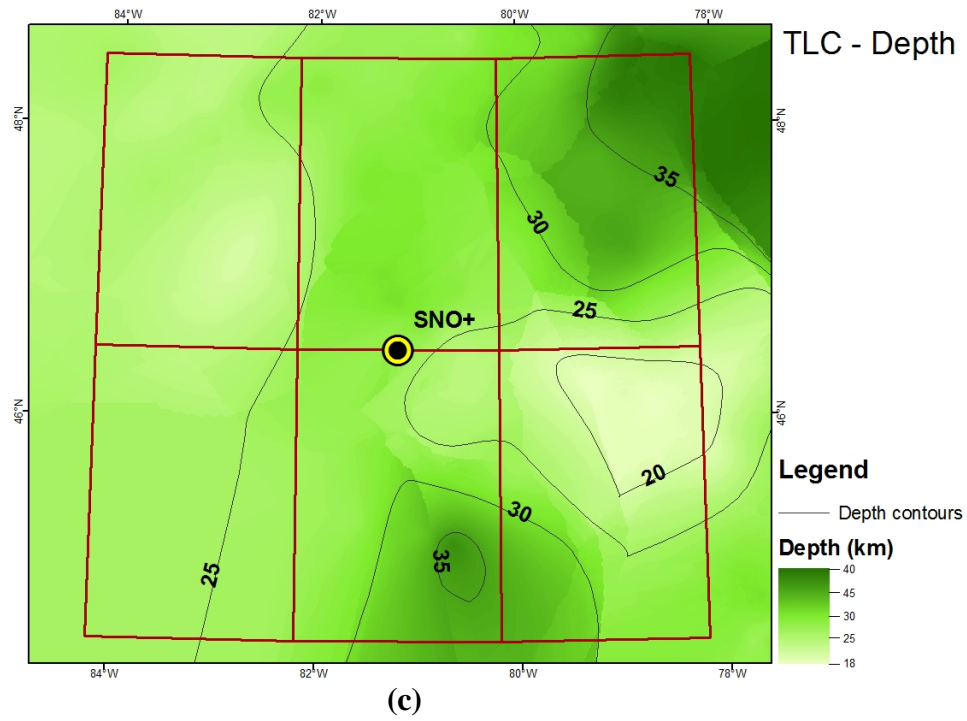 84°W 82°W 80°W 78°W
TLC - Depth
48°N 48°N
35
30
25
SNO+
46°N 46°N
20
Legend
30
Depth contours
35
Depth (km)
25
40
45
30
25
18
84°W 82°W 80°W 78°W
(c)